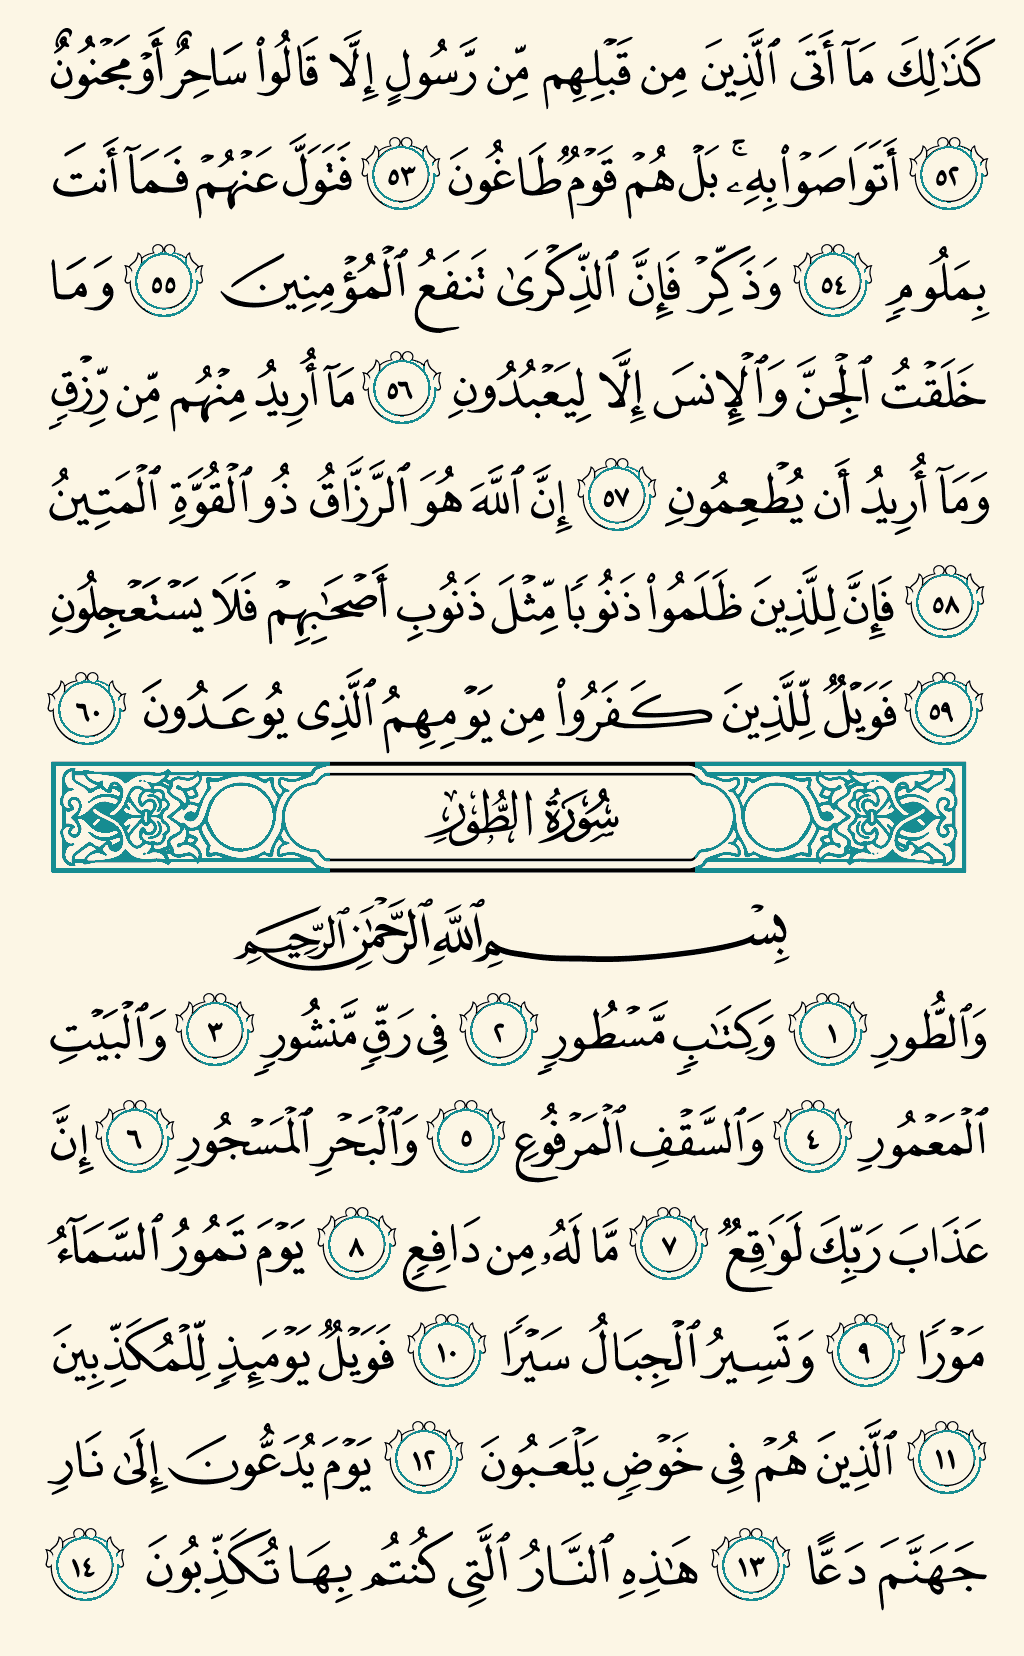 كَذَٰلِكَ مَآ أَتَى ٱلَّذِينَ مِن قَبْلِهِم مِّن رَّسُولٍ إِلَّا قَالُوا۟ سَاحِرٌ أَوْ مَجْنُونٌ
٥٢ أَتَوَاصَوْا۟ بِهِۦ ۚ بَلْ هُمْ قَوْمٌ طَاغُونَ ٥٣ فَتَوَلَّ عَنْهُمْ فَمَآ أَنتَ
بِمَلُومٍ ٥٤ وَذَكِّرْ فَإِنَّ ٱلذِّكْرَىٰ تَنفَعُ ٱلْمُؤْمِنِينَ ٥٥ وَمَا
خَلَقْتُ ٱلْجِنَّ وَٱلْإِنسَ إِلَّا لِيَعْبُدُونِ ٥٦ مَآ أُرِيدُ مِنْهُم مِّن رِّزْقٍ
وَمَآ أُرِيدُ أَن يُطْعِمُونِ ٥٧ إِنَّ ٱللَّهَ هُوَ ٱلرَّزَّاقُ ذُو ٱلْقُوَّةِ ٱلْمَتِينُ
٥٨ فَإِنَّ لِلَّذِينَ ظَلَمُوا۟ ذَنُوبًا مِّثْلَ ذَنُوبِ أَصْحَـٰبِهِمْ فَلَا يَسْتَعْجِلُونِ
٥٩ فَوَيْلٌ لِّلَّذِينَ كَفَرُوا۟ مِن يَوْمِهِمُ ٱلَّذِى يُوعَدُونَ ٦٠
سُورَةُ الطُّورِ
بِسْمِ ٱللَّهِ ٱلرَّحْمَـٰنِ ٱلرَّحِيمِ
وَٱلطُّورِ ١ وَكِتَـٰبٍ مَّسْطُورٍ ٢ فِى رَقٍّ مَّنشُورٍ ٣ وَٱلْبَيْتِ
ٱلْمَعْمُورِ ٤ وَٱلسَّقْفِ ٱلْمَرْفُوعِ ٥ وَٱلْبَحْرِ ٱلْمَسْجُورِ ٦ إِنَّ
عَذَابَ رَبِّكَ لَوَٰقِعٌ ٧ مَّا لَهُۥ مِن دَافِعٍ ٨ يَوْمَ تَمُورُ ٱلسَّمَآءُ
مَوْرًا ٩ وَتَسِيرُ ٱلْجِبَالُ سَيْرًا ١٠ فَوَيْلٌ يَوْمَئِذٍ لِّلْمُكَذِّبِينَ
١١ ٱلَّذِينَ هُمْ فِى خَوْضٍ يَلْعَبُونَ ١٢ يَوْمَ يُدَعُّونَ إِلَىٰ نَارِ
جَهَنَّمَ دَعًّا ١٣ هَـٰذِهِ ٱلنَّارُ ٱلَّتِى كُنتُم بِهَا تُكَذِّبُونَ ١٤